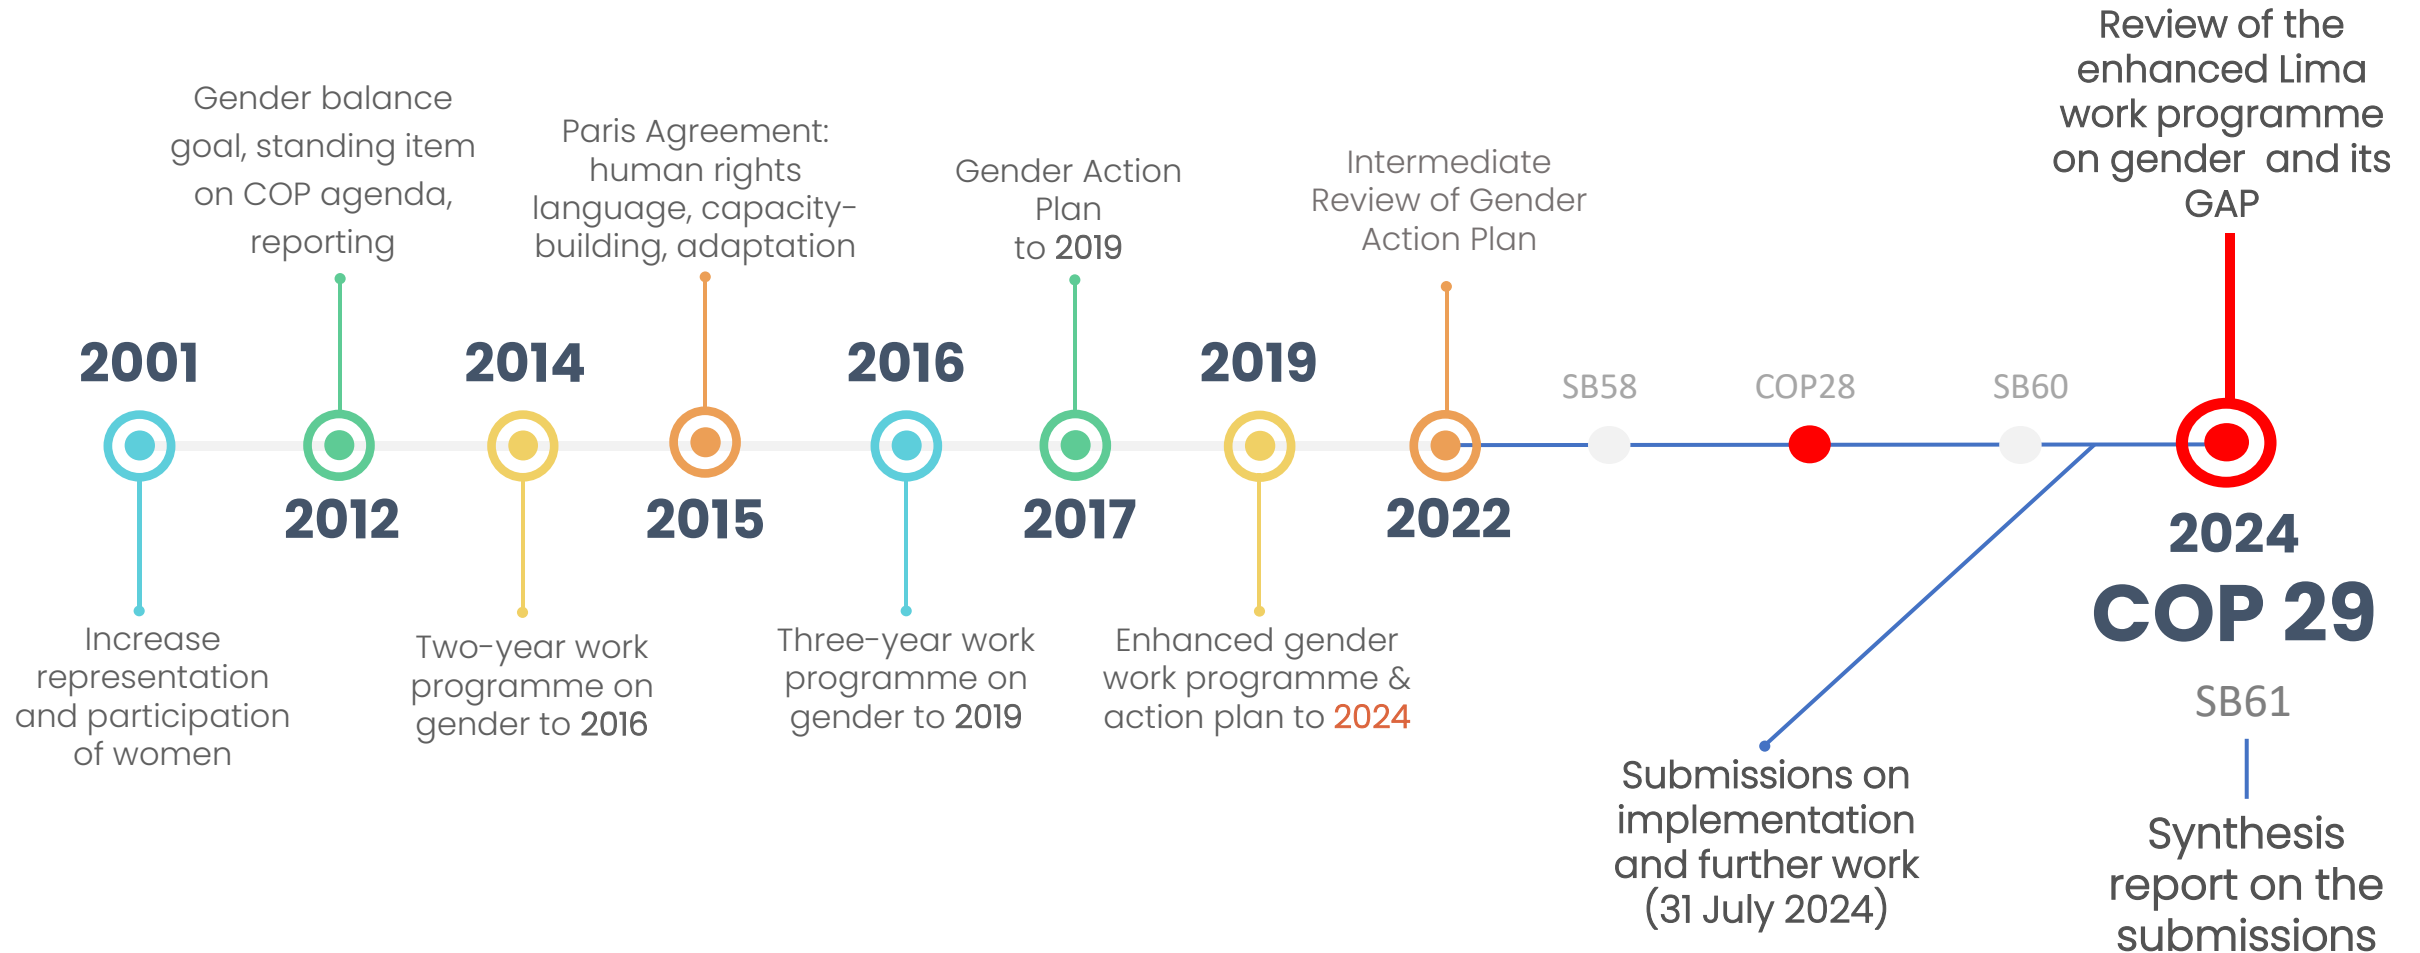 Gender balance
goal, standing item
on COP agenda,
reporting
Paris Agreement:
human rights
language, capacity-
building, adaptation
Gender Action
Plan
to 2019
Intermediate
Review of Gender
Action Plan
Review of the
enhanced Lima
work programme
on gender  and its
GAP
2001
2014
2016
2019
SB58
COP28
SB60
2012
2015
2017
2022
2024
COP 29
SB61
Increase
representation
and participation
of women
Two-year work
programme on
gender to 2016
Three-year work
programme on
gender to 2019
Enhanced gender
work programme &
action plan to 2024
Submissions on
implementation
and further work
(31 July 2024)
Synthesis
report on the
submissions